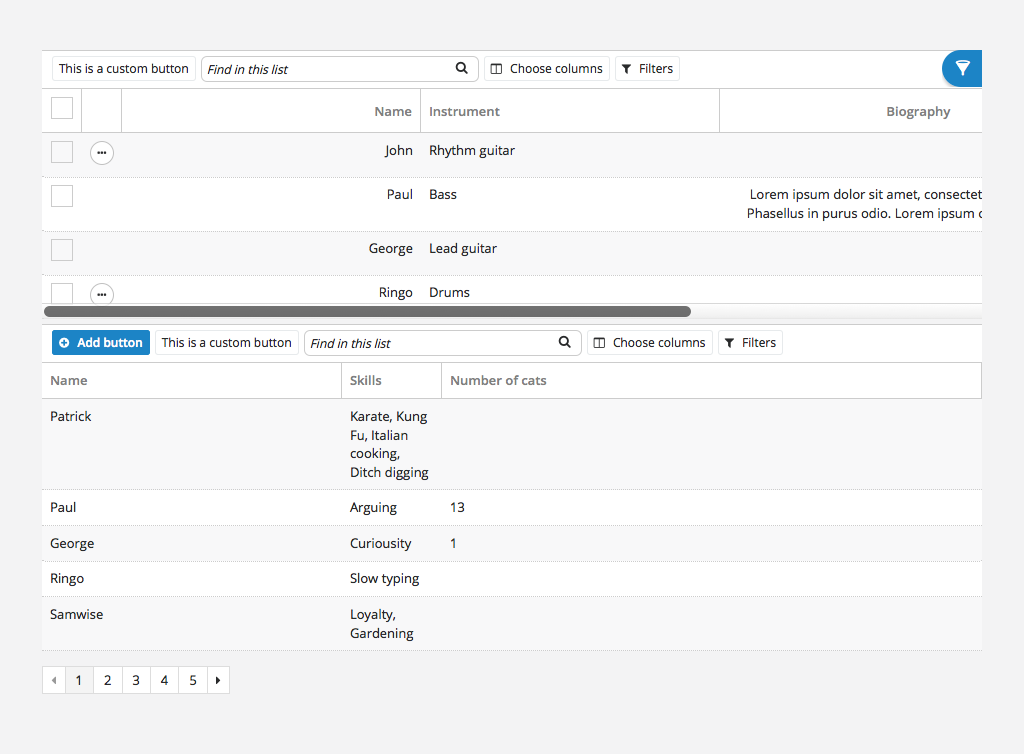 This is a custom button Find in this list Choose columns Filters
Name Instrument Biography
John Rhythm guitar
Paul Bass Lorem ipsum dolor sit amet, consectet
Phasellus in purus odio. Lorem ipsum
George Lead guitar
Ringo Drums
Add button This is a custom button Find in this list Choose columns Filters
Name Skills Number of cats
Patrick Karate, Kung
Fu, Italian
cooking,
Ditch digging
Paul Arguing 13
George Curiousity 1
Ringo Slow typing
Samwise Loyalty,
Gardening
1 2 3 4 5